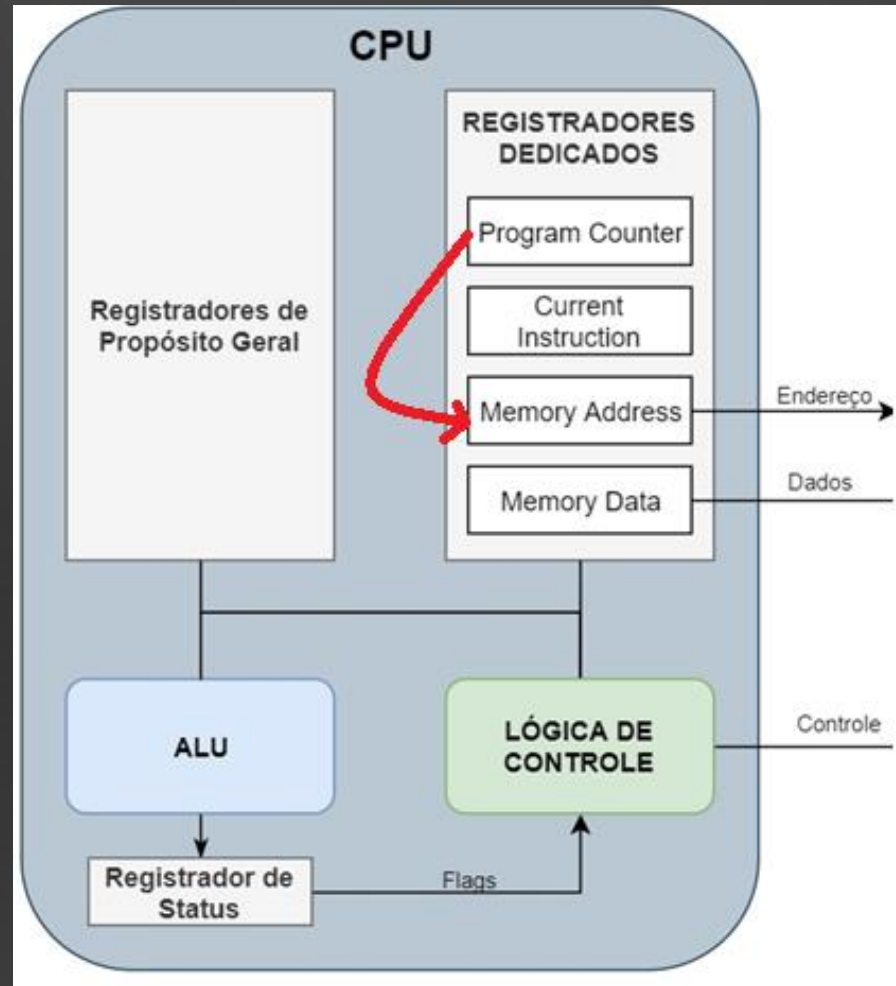 CPU
Registradores de
Propósito Geral
REGISTRADORES
DEDICADOS
Program Counter
Current
Instruction
Memory Address
Memory Data
Endereço
Dados
ALU
LÓGICA DE
CONTROLE
Controle
Registrador de
Status
Flags